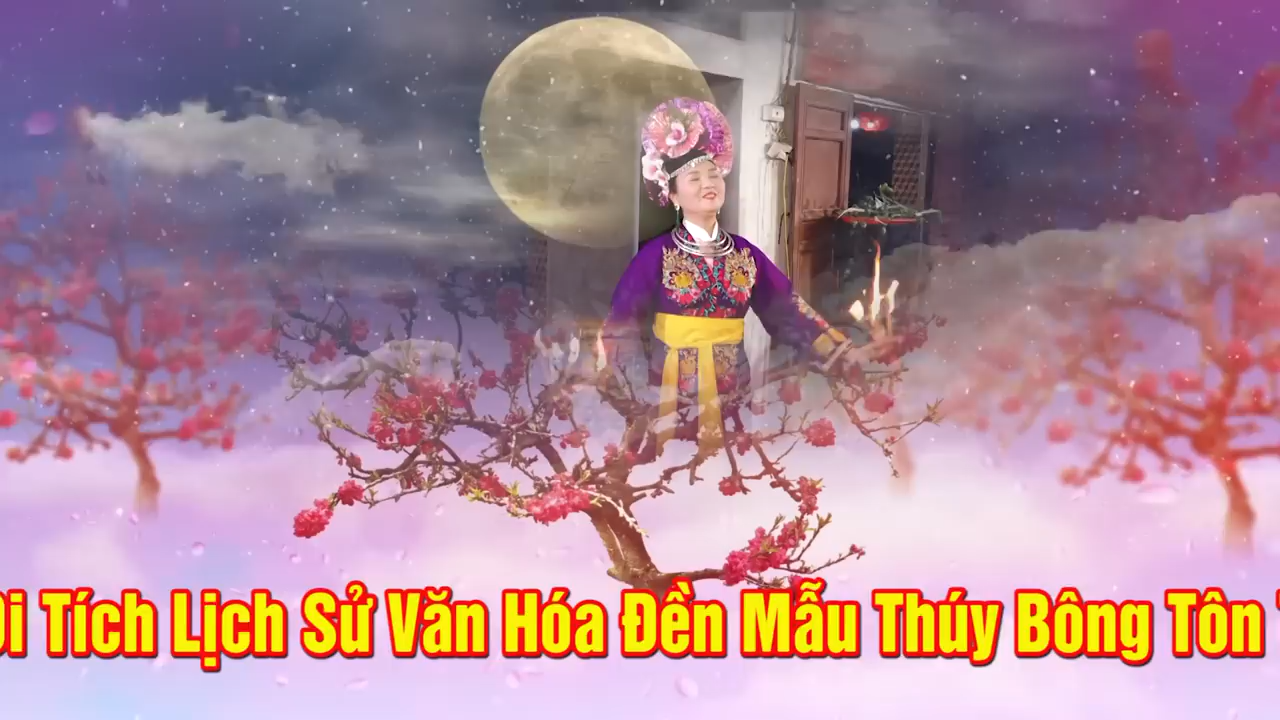 Di Tích Lịch Sử Văn Hóa Đền Mẫu Thúy Bông Tôn